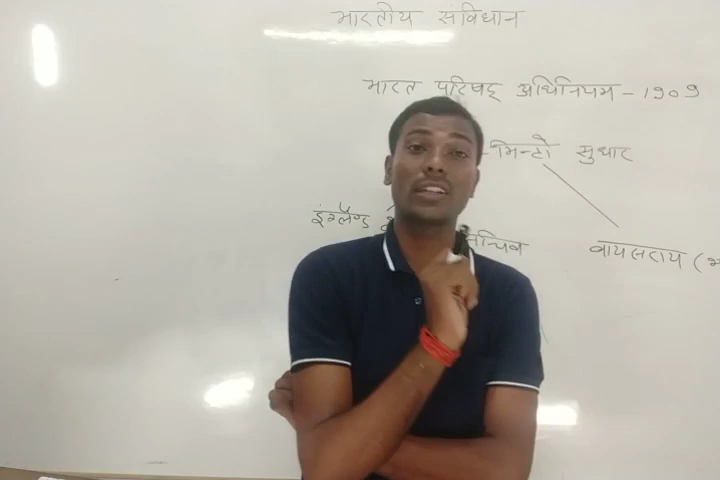 भारतीय संविधान
भारत परिषद् अधिनियम - 1909
-मिन्टो सुधार
इंग्लैण्ड
वायसराय (